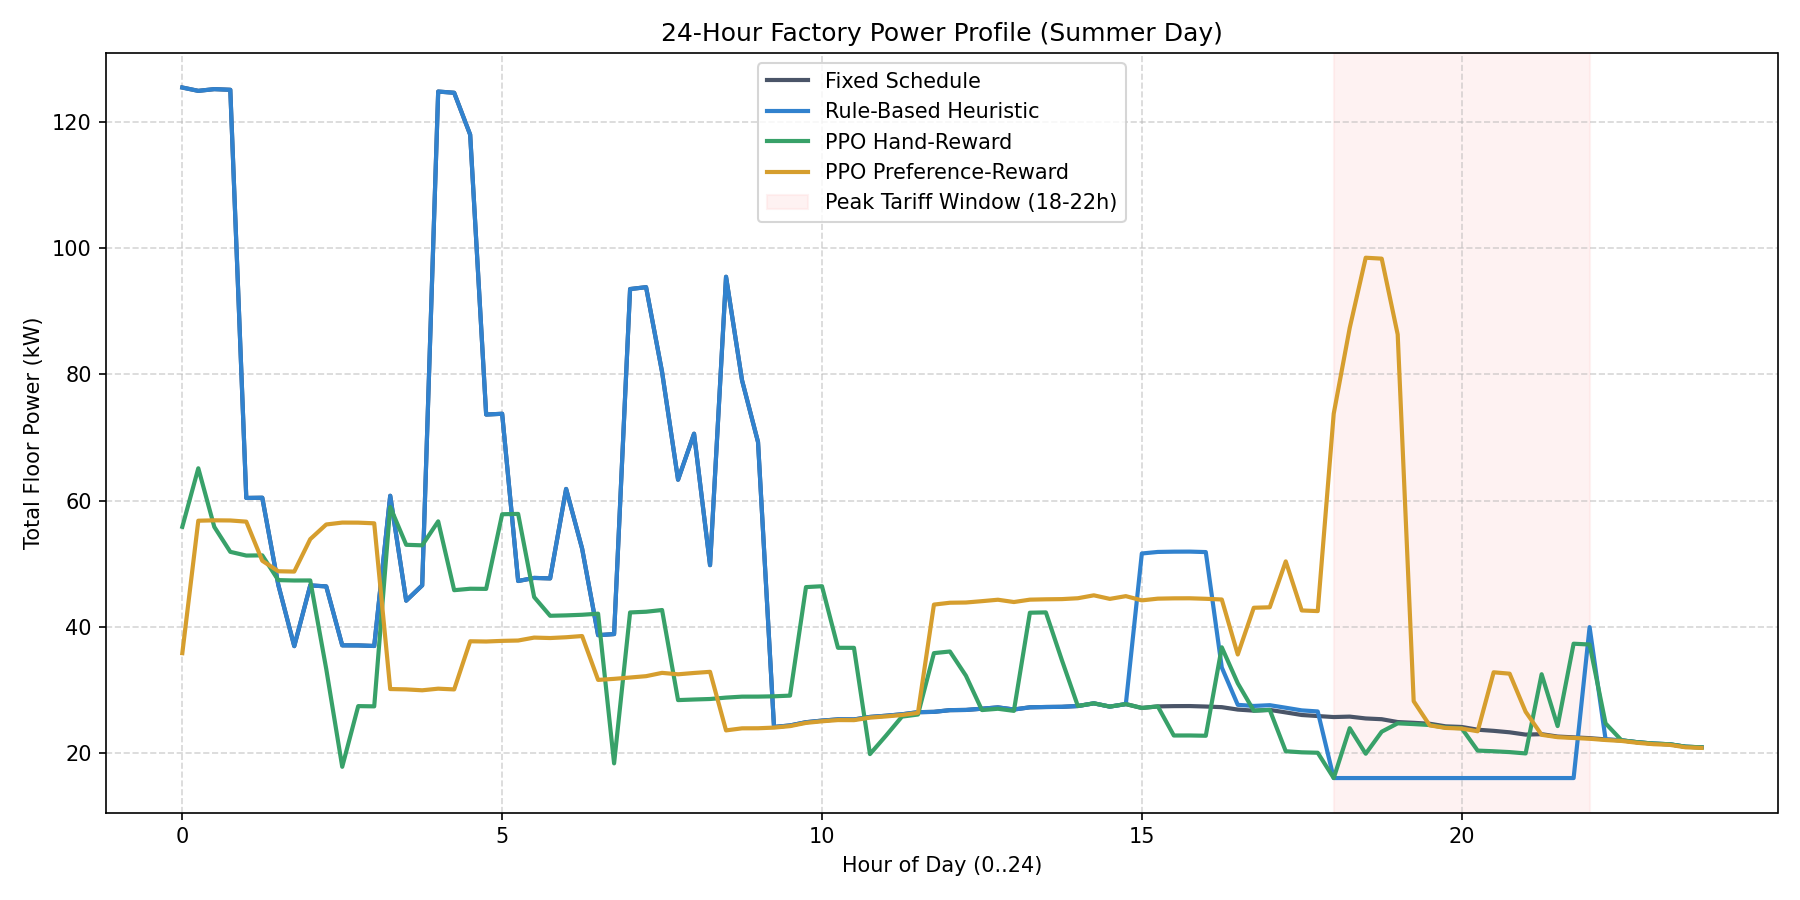 24-Hour Factory Power Profile (Summer Day)
Fixed Schedule
Rule-Based Heuristic
PPO Hand-Reward
PPO Preference-Reward
Peak Tariff Window (18-22h)
Total Floor Power (kW)
120
100
80
60
40
20
0 5 10 15 20
Hour of Day (0..24)